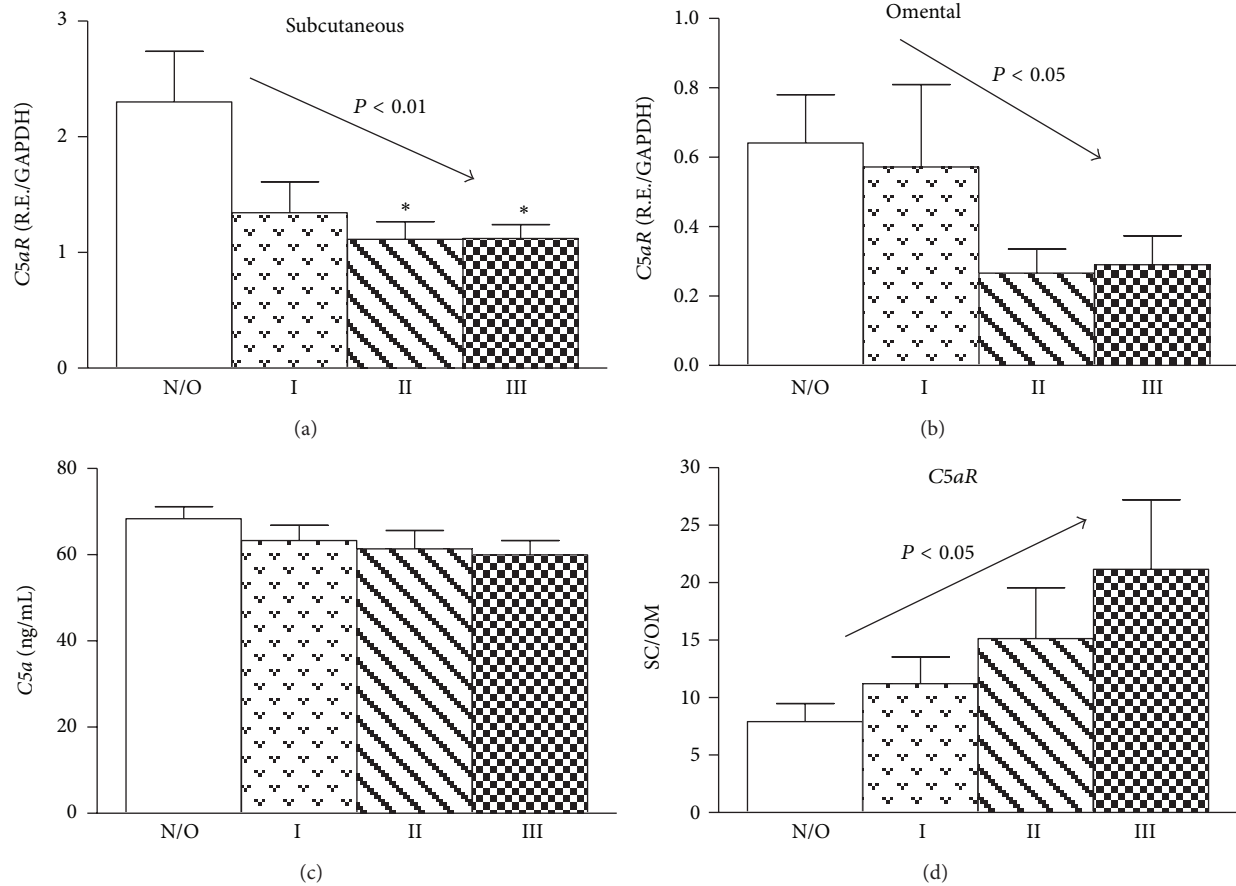 Subcutaneous
P < 0.01
*
*
C5aR (R.E./GAPDH)
3
2
1
0
N/O I II III
(a)
Omental
P < 0.05
C5aR (R.E./GAPDH)
1.0
0.8
0.6
0.4
0.2
0.0
N/O I II III
(b)
C5a (ng/mL)
80
60
40
20
0
N/O I II III
(c)
C5aR
P < 0.05
SC/OM
30
25
20
15
10
5
0
N/O I II III
(d)